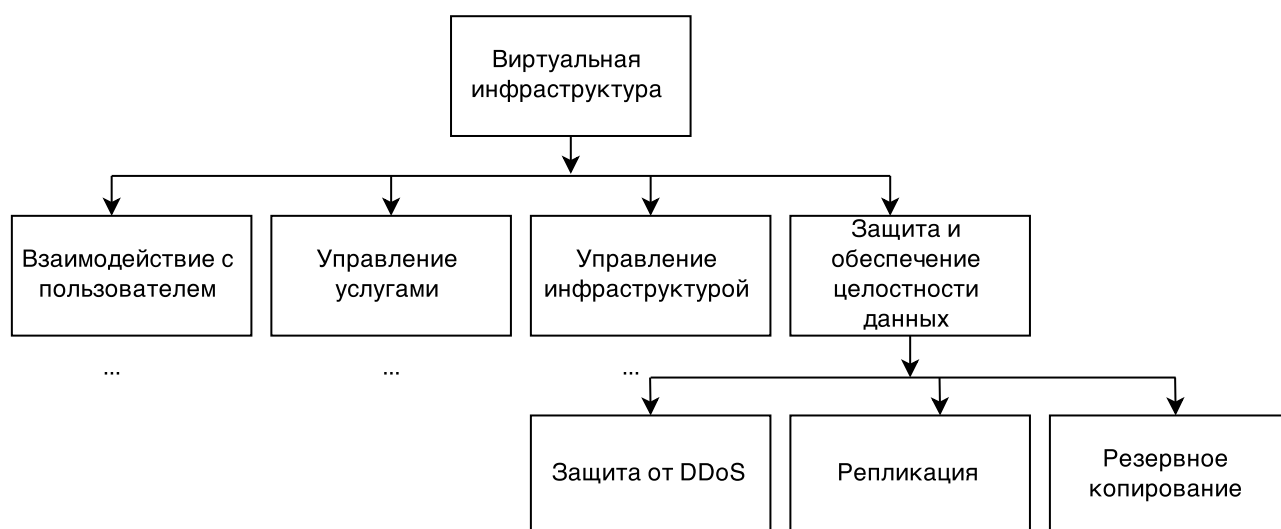 Виртуальная
инфраструктура
Взаимодействие с
пользователем
Управление
услугами
Управление
инфраструктурой
Защита и
обеспечение
целостности
данных
...
...
...
Защита от DDoS
Репликация
Резервное
копирование